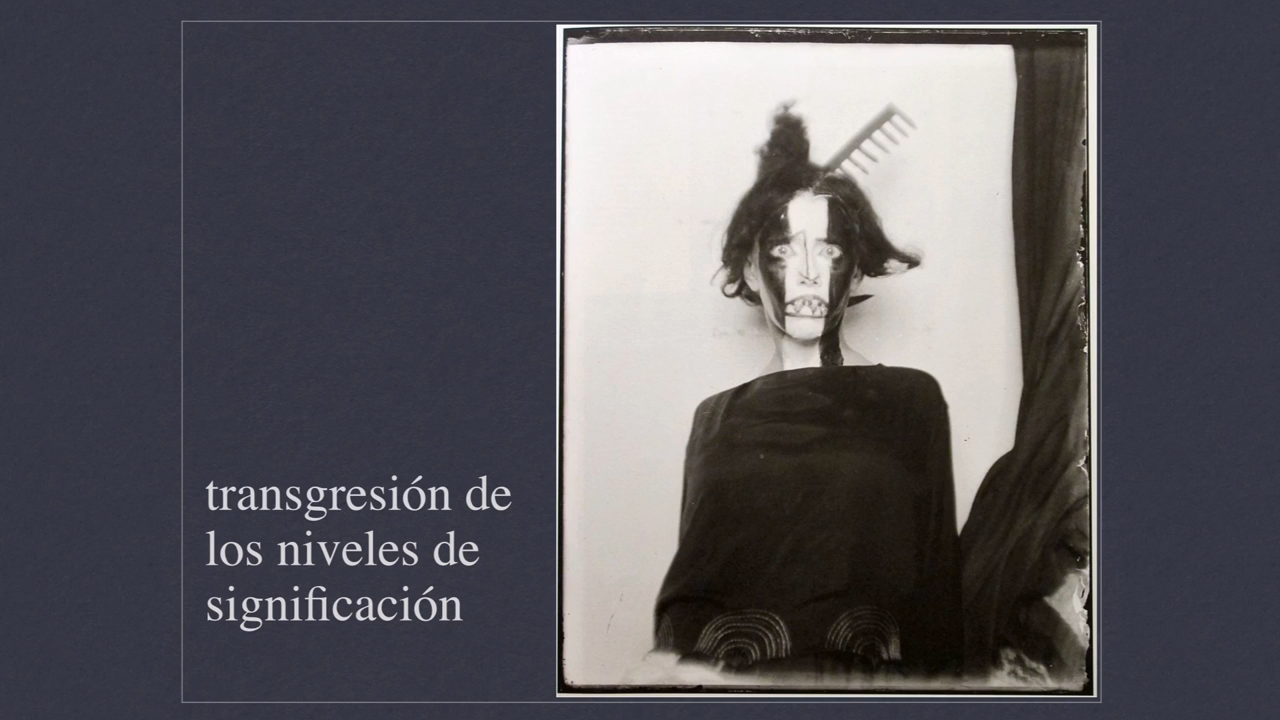 transgresión de
los niveles de
significación